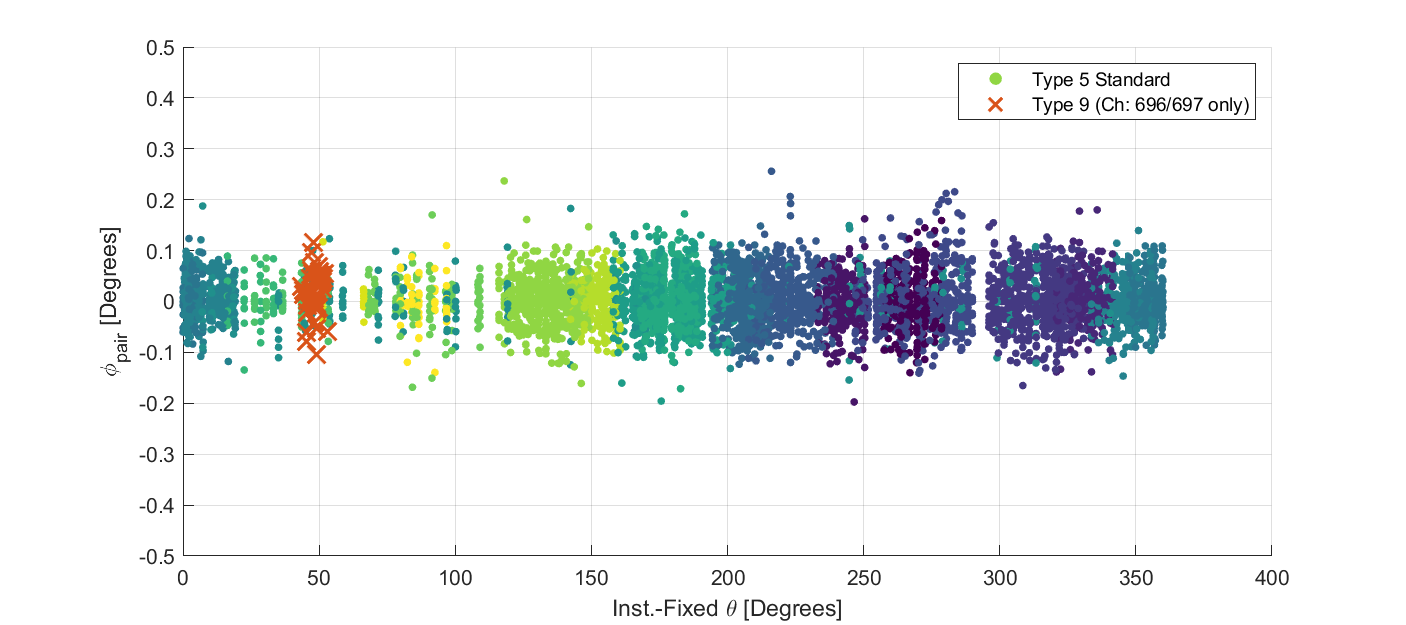 0.5
0.4
0.3
0.2
0.1
0
-0.1
-0.2
-0.3
-0.4
-0.5
ϕpair [Degrees]
Type 5 Standard
Type 9 (Ch: 696/697 only)
0 50 100 150 200 250 300 350 400
Inst.-Fixed θ [Degrees]